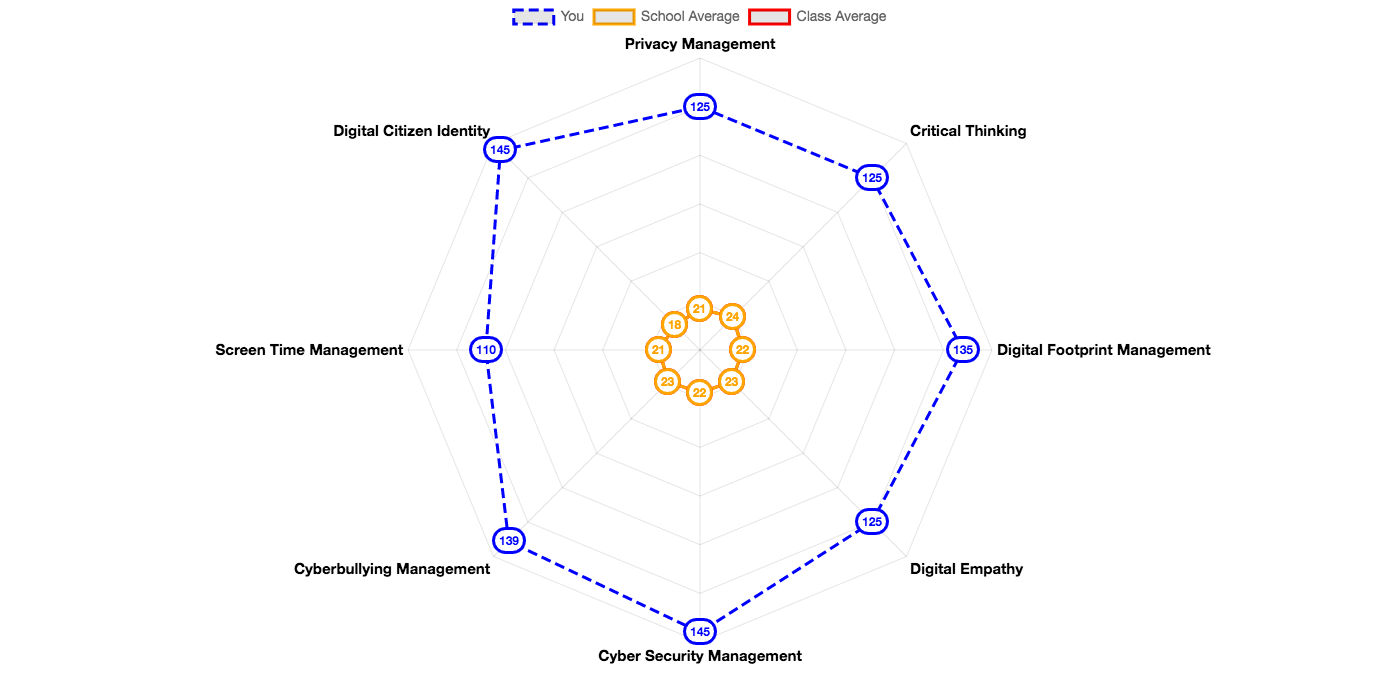 You School Average Class Average
Privacy Management
125
Digital Citizen Identity
Critical Thinking
145
125
21
18
24
Screen Time Management
110
21
22
135
Digital Footprint Management
23
23
22
125
139
Cyberbullying Management
Digital Empathy
145
Cyber Security Management